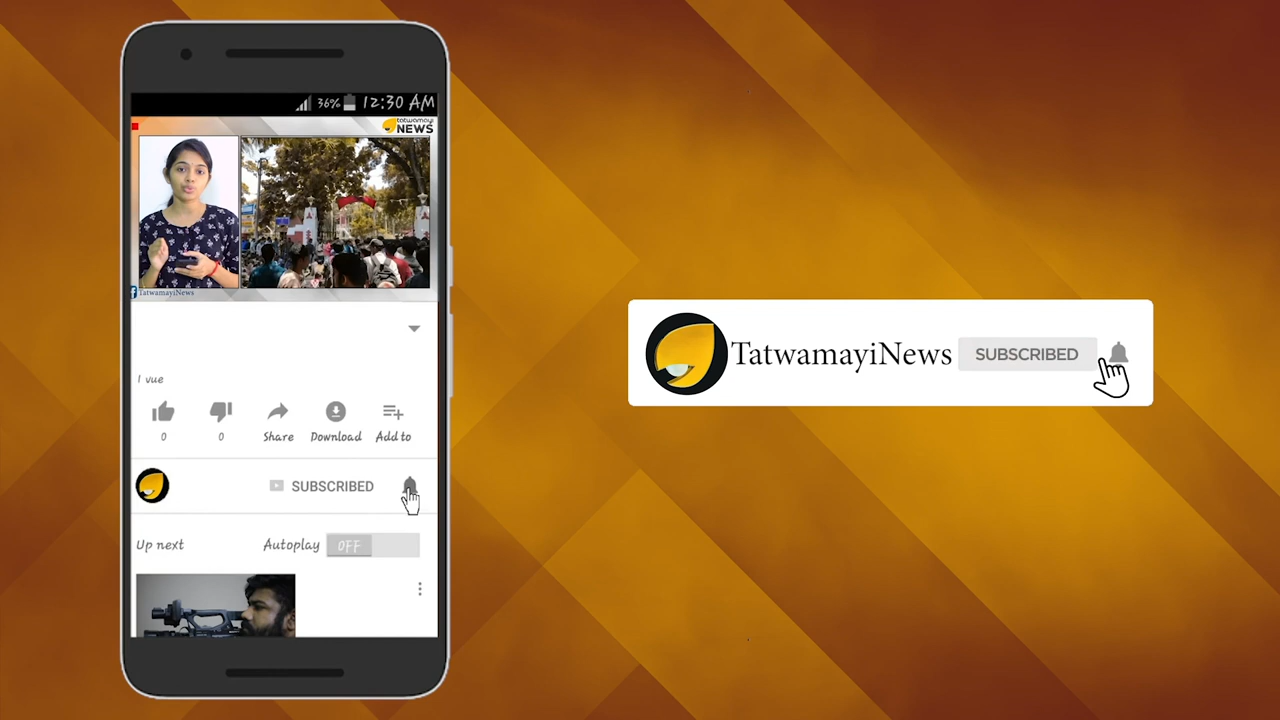 36% 12:30 AM
tatwamayi
NEWS
TatwamayiNews
1 vue
0 0 Share Download Add to
SUBSCRIBED
Up next Autoplay OFF
TatwamayiNews SUBSCRIBED